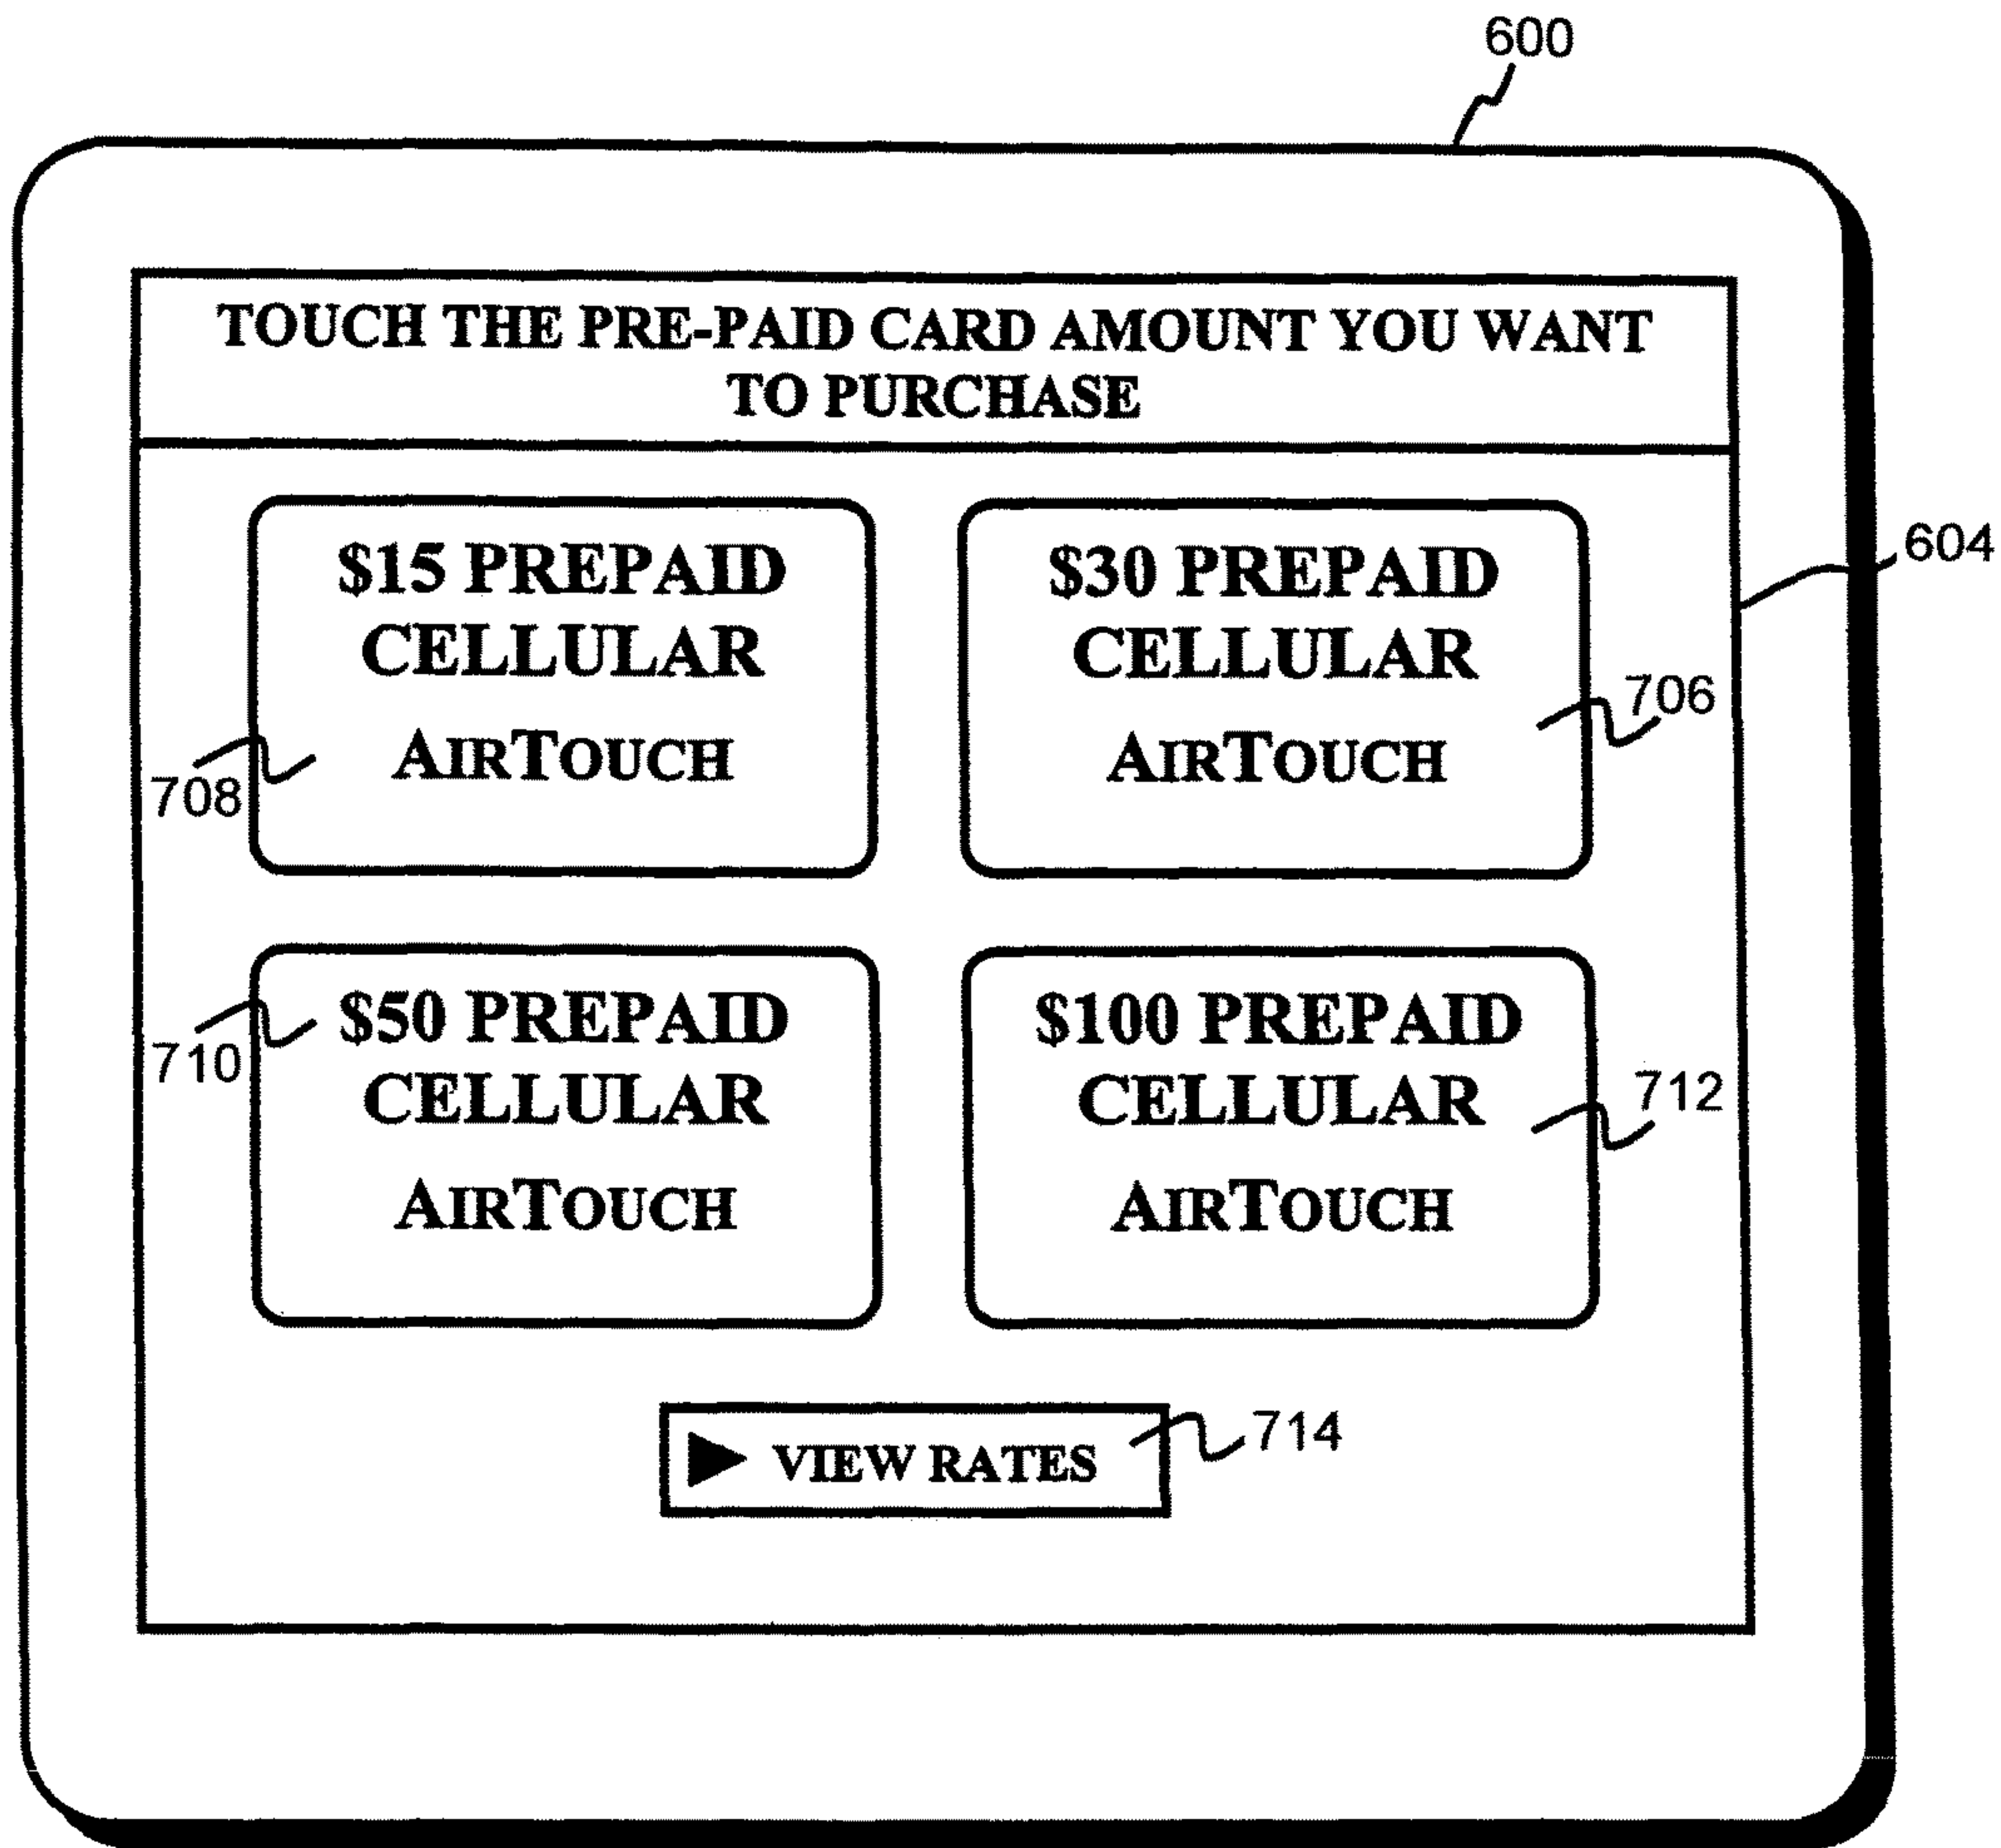 600
TOUCH THE PRE-PAID CARD AMOUNT YOU WANT
TO PURCHASE
$15 PREPAID
CELLULAR
AIRTOUCH
708
$30 PREPAID
CELLULAR
AIRTOUCH
706
604
$50 PREPAID
CELLULAR
AIRTOUCH
710
$100 PREPAID
CELLULAR
AIRTOUCH
712
VIEW RATES
714